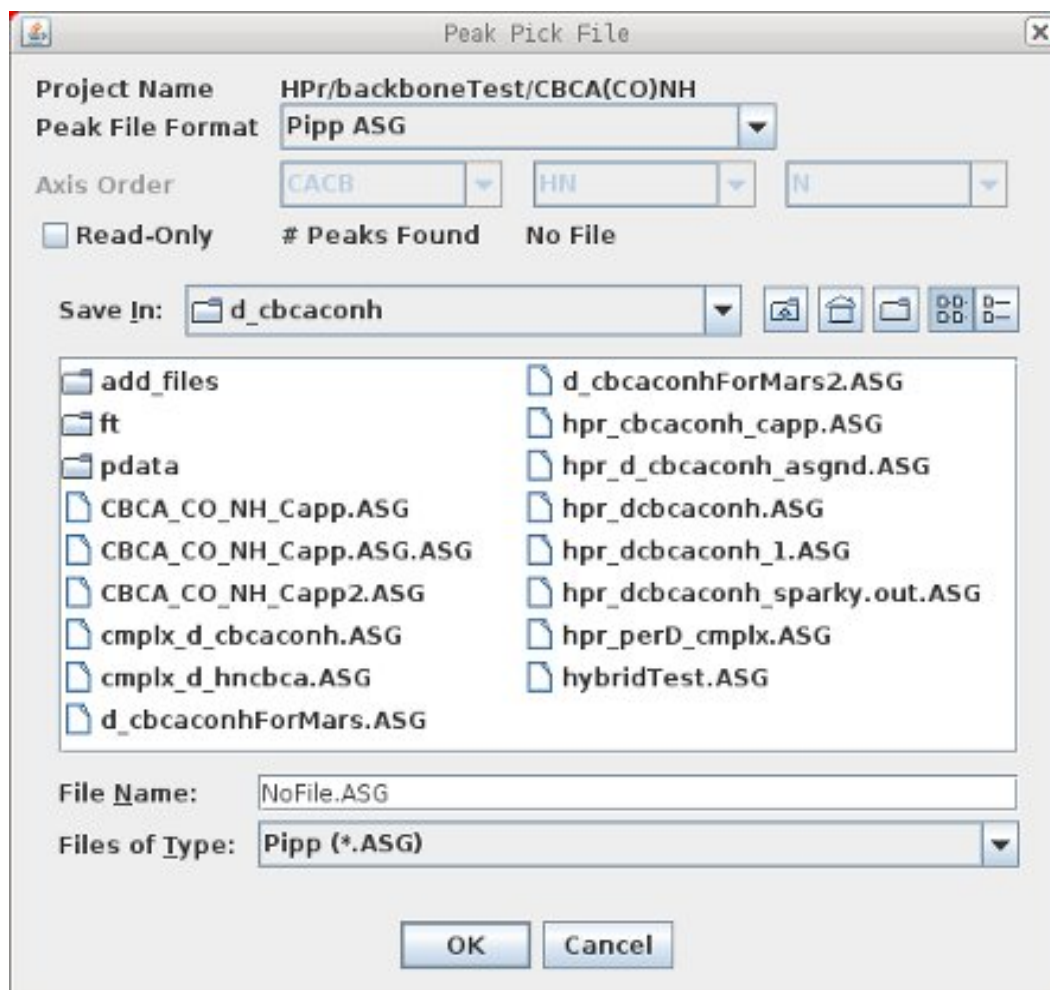 Peak Pick File
Project Name HPr/backboneTest/CBCA(CO)NH
Peak File Format Pipp ASG
Axis Order CACB HN N
Read-Only # Peaks Found No File
Save In: d_cbcaconh
add_files
ft
pdata
CBCA_CO_NH_Capp.ASG
CBCA_CO_NH_Capp.ASG.ASG
CBCA_CO_NH_Capp2.ASG
cmplx_d_cbcaconh.ASG
cmplx_d_hncbca.ASG
d_cbcaconhForMars.ASG
d_cbcaconhForMars2.ASG
hpr_cbcaconh_capp.ASG
hpr_d_cbcaconh_asgnd.ASG
hpr_dcbcaconh.ASG
hpr_dcbcaconh_1.ASG
hpr_dcbcaconh_sparky.out.ASG
hpr_perD_cmplx.ASG
hybridTest.ASG
File Name: NoFile.ASG
Files of Type: Pipp (*.ASG)
OK Cancel